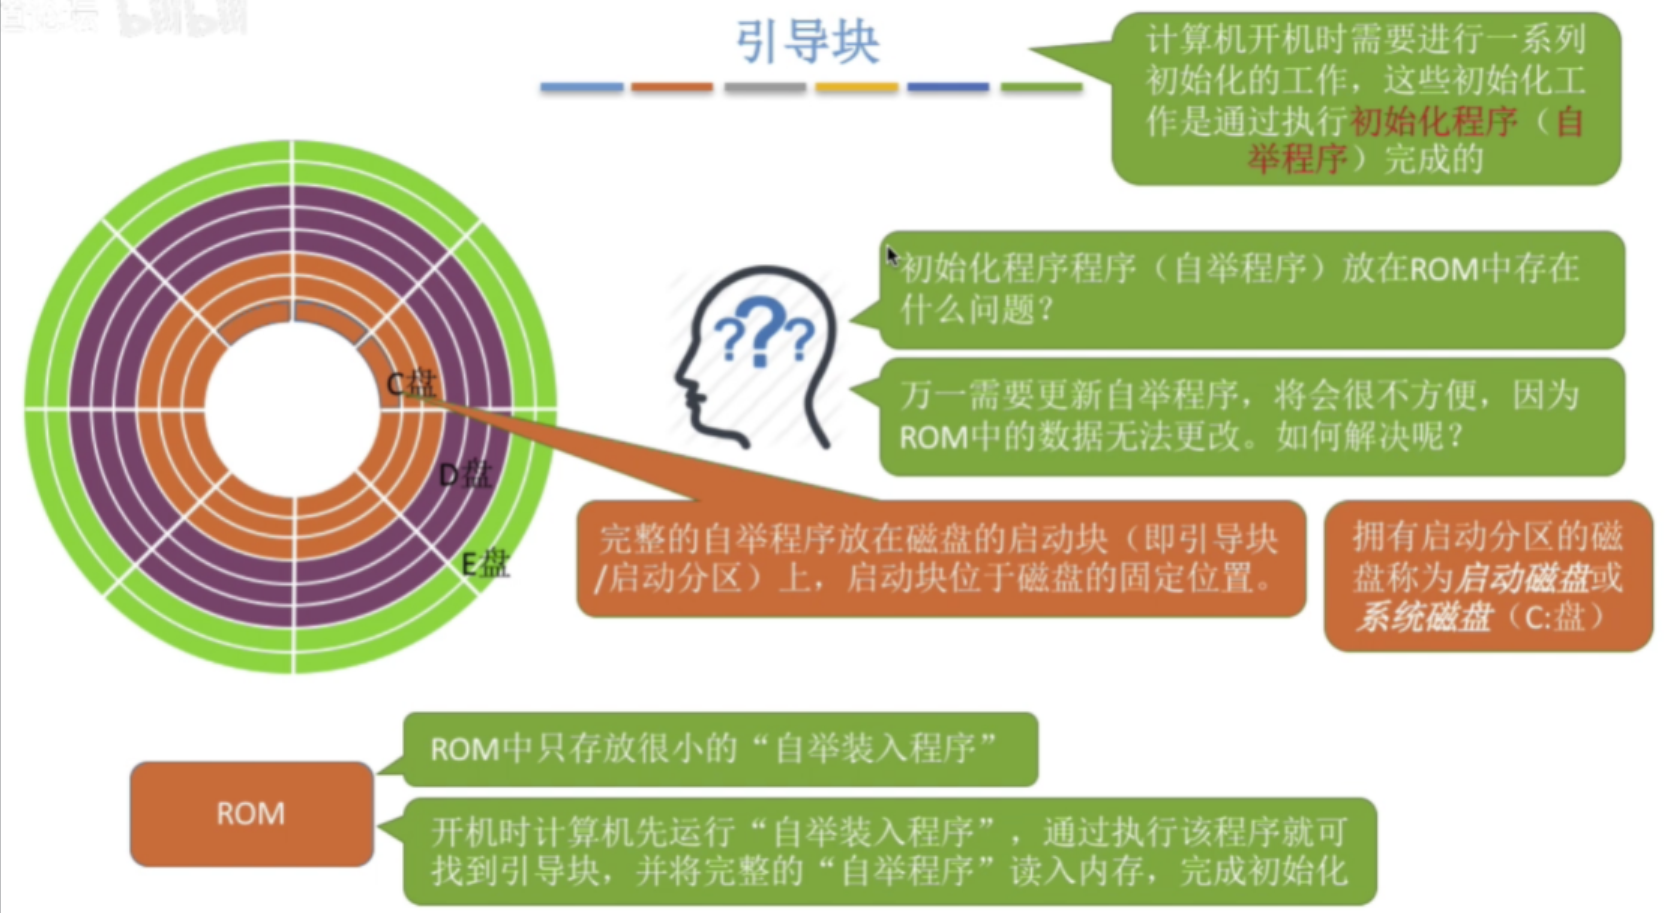 引导块
计算机开机时需要进行一系列
初始化的工作，这些初始化工
作是通过执行初始化程序（自
举程序）完成的
初始化程序程序（自举程序）放在ROM中存在
什么问题？
???
万一需要更新自举程序，将会很不方便，因为
ROM中的数据无法更改。如何解决呢？
C盘
D盘
E盘
完整的自举程序放在磁盘的启动块（即引导块
/启动分区）上，启动块位于磁盘的固定位置。
拥有启动分区的磁
盘称为启动磁盘或
系统磁盘（C:盘）
ROM中只存放很小的“自举装入程序”
ROM
开机时计算机先运行“自举装入程序”，通过执行该程序就可
找到引导块，并将完整的“自举程序”读入内存，完成初始化
bilibili